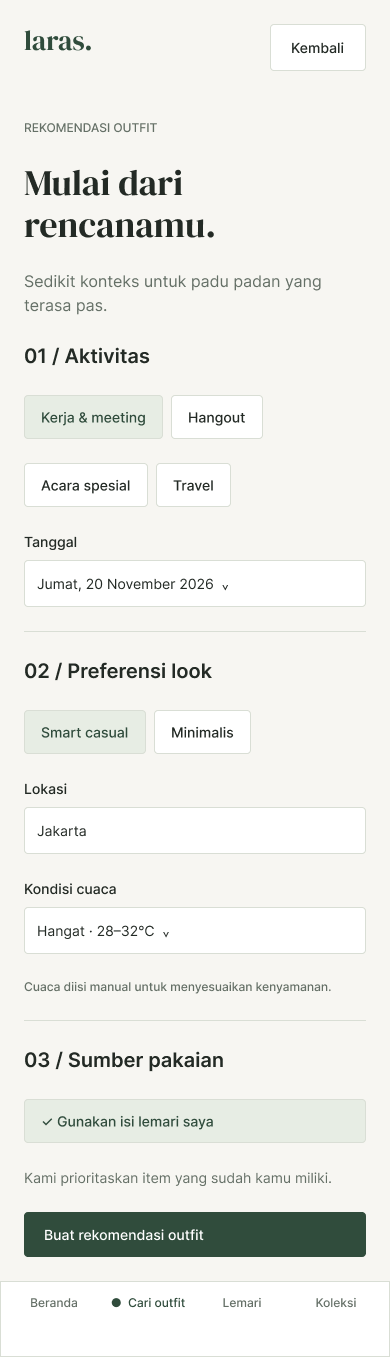 laras.
Kembali
REKOMENDASI OUTFIT
Mulai dari
rencanamu.
Sedikit konteks untuk padu padan yang
terasa pas.
01 / Aktivitas
Kerja & meeting
Hangout
Acara spesial
Travel
Tanggal
Jumat, 20 November 2026
02 / Preferensi look
Smart casual
Minimalis
Lokasi
Jakarta
Kondisi cuaca
Hangat · 28–32°C
Cuaca diisi manual untuk menyesuaikan kenyamanan.
03 / Sumber pakaian
✓ Gunakan isi lemari saya
Kami prioritaskan item yang sudah kamu miliki.
Buat rekomendasi outfit
Beranda
Cari outfit
Lemari
Koleksi